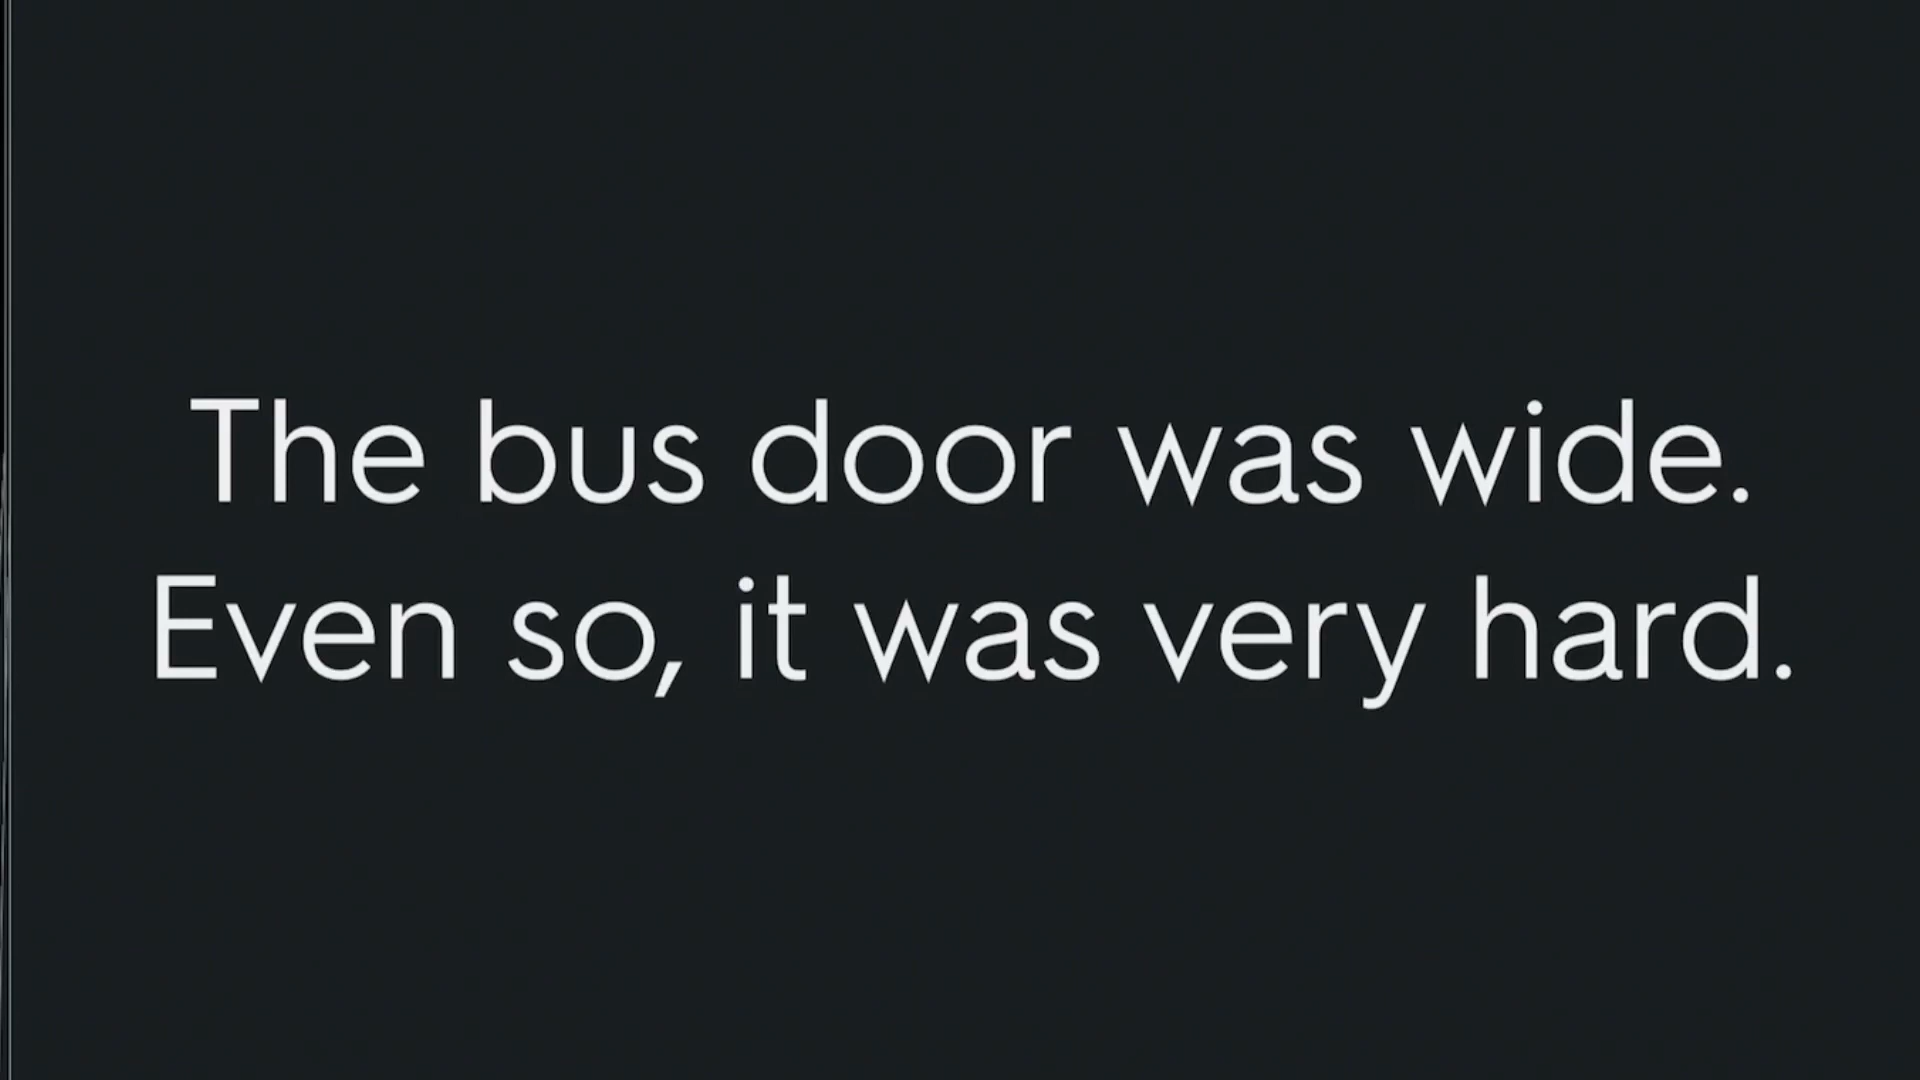 The bus door was wide.
Even so, it was very hard.